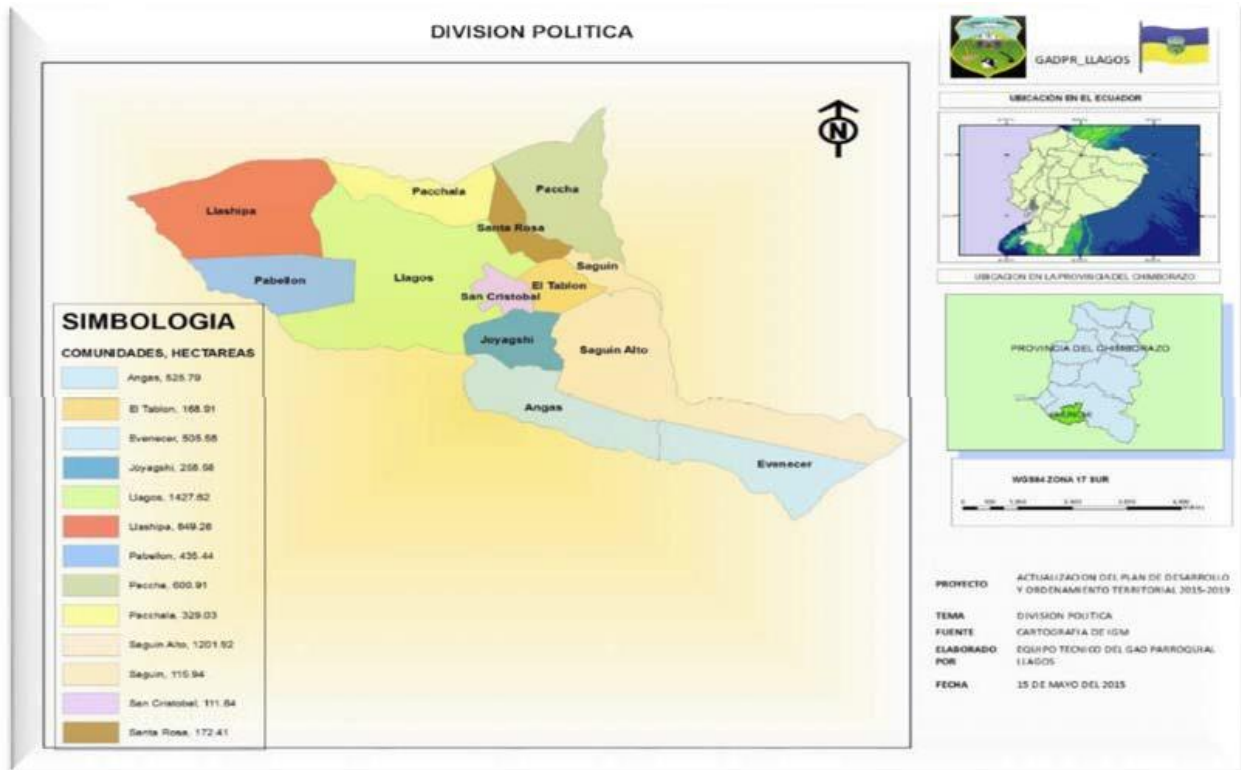 DIVISION POLITICA
GADPR_LLAGOS
UBICACIÓN EN EL ECUADOR
UBICACION EN LA PROVINCIA DEL CHIMBORAZO
PROVINCIA DEL CHIMBORAZO
WGS84 ZONA 17 SUR
PROYECTO ACTUALIZACION DEL PLAN DE DESARROLLO
Y ORDENAMIENTO TERRITORIAL 2015-2019
TEMA DIVISION POLITICA
FUENTE CARTOGRAFIA DE IGM
ELABORADO POR EQUIPO TECNICO DEL GAD PARROQUIAL
LLAGOS
FECHA 15 DE MAYO DEL 2015
N
Llashipa
Pacchala
Paccha
Santa Rosa
Saguin
Pabellon
Llagos
El Tablon
San Cristobal
Joyagshi
Saguin Alto
Angas
Evenecer
SIMBOLOGIA
COMUNIDADES, HECTAREAS
Angas, 525.79
El Tablon, 168.91
Evenecer, 505.58
Joyagshi, 258.58
Llagos, 1427.62
Llashipa, 849.28
Pabellon, 435.44
Paccha, 600.91
Pacchala, 329.03
Saguin Alto, 1201.52
Saguin, 115.94
San Cristobal, 111.84
Santa Rosa, 172.41